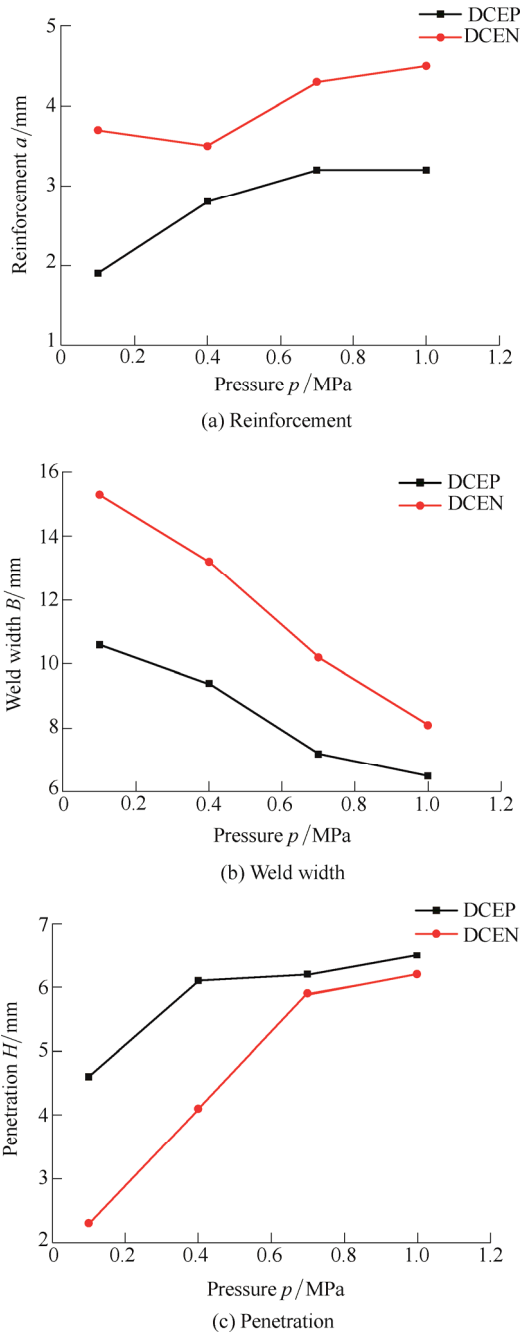 DCEP
DCEN
Reinforcement a/mm
5
4
3
2
1
0 0.2 0.4 0.6 0.8 1.0 1.2
Pressure p/MPa
(a) Reinforcement
DCEP
DCEN
Weld width B/mm
16
14
12
10
8
6
0 0.2 0.4 0.6 0.8 1.0 1.2
Pressure p/MPa
(b) Weld width
DCEP
DCEN
Penetration H/mm
7
6
5
4
3
2
0 0.2 0.4 0.6 0.8 1.0 1.2
Pressure p/MPa
(c) Penetration